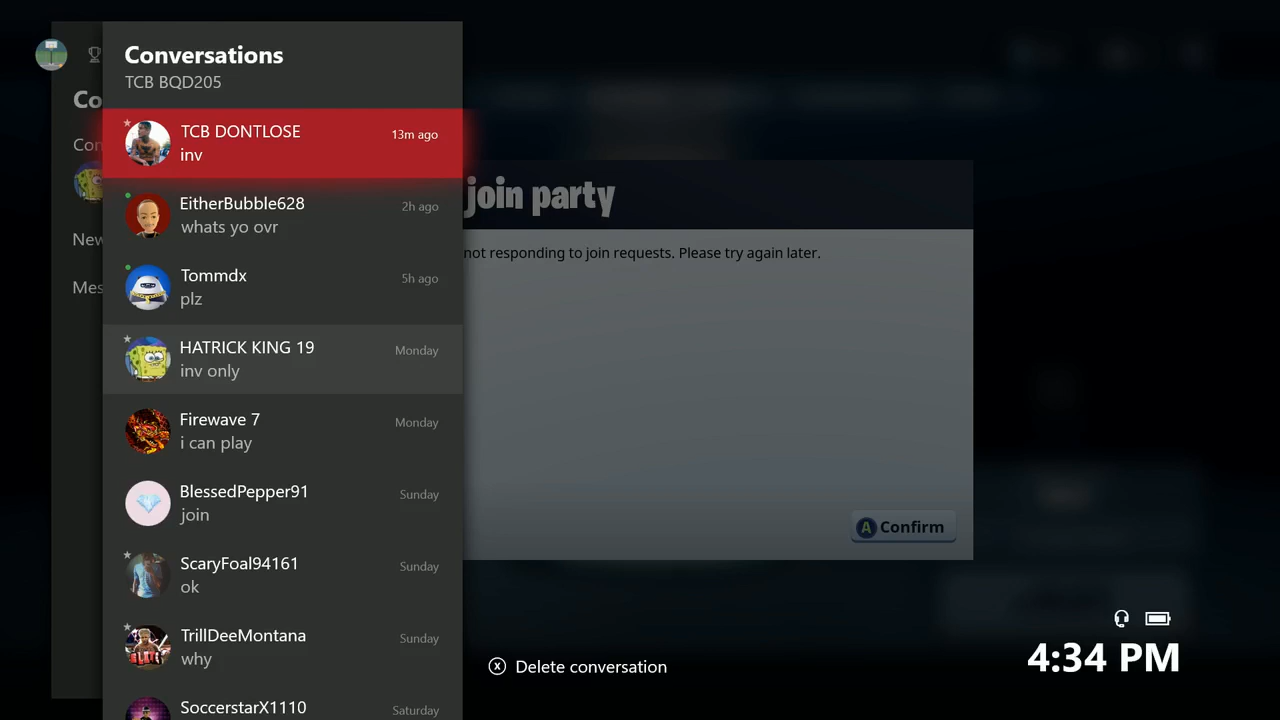 Conversations
TCB BQD205
Co
Con
New
Mes
TCB DONTLOSE
13m ago
inv
EitherBubble628
2h ago
whats yo ovr
Tommdx
5h ago
plz
HATRICK KING 19
Monday
inv only
Firewave 7
Monday
i can play
BlessedPepper91
Sunday
join
ScaryFoal94161
Sunday
ok
TrillDeeMontana
Sunday
why
SoccerstarX1110
Saturday
join party
not responding to join requests. Please try again later.
A Confirm
X Delete conversation
4:34 PM